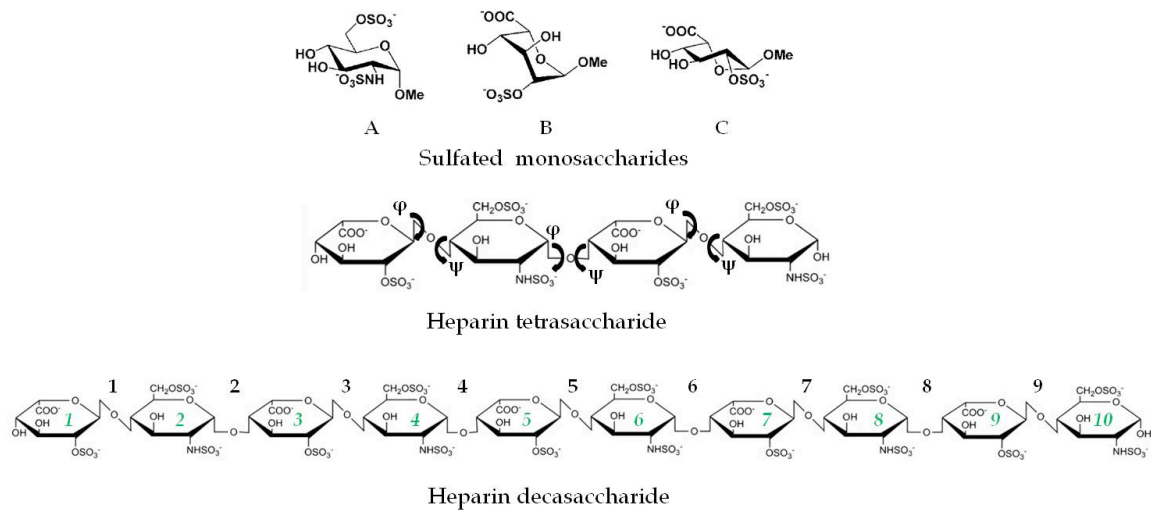 OSO₃⁻
O
HO
HO
⁻O₃SNH
OMe
A
⁻OOC
HO
OH
O
OMe
⁻O₃SO
B
⁻OOC
HO
HO
O
OMe
OSO₃⁻
C
Sulfated monosaccharides
φ CH₂OSO₃⁻ φ CH₂OSO₃⁻
O O O O
COO⁻ O OH φ COO⁻ O OH
OH ψ O ψ OH ψ OH
OH OSO₃⁻ NHSO₃⁻ OSO₃⁻ NHSO₃⁻
Heparin tetrasaccharide
1 2 3 4 5 6 7 8 9
CH₂OSO₃⁻ CH₂OSO₃⁻ CH₂OSO₃⁻ CH₂OSO₃⁻ CH₂OSO₃⁻
O O O O O O O O O O
COO⁻ 1 O OH 2 COO⁻ 3 O OH 4 COO⁻ 5 O OH 6 COO⁻ 7 O OH 8 COO⁻ 9 O OH 10
OH OH O OH O OH O OH O OH OH
OSO₃⁻ NHSO₃⁻ OSO₃⁻ NHSO₃⁻ OSO₃⁻ NHSO₃⁻ OSO₃⁻ NHSO₃⁻ OSO₃⁻ NHSO₃⁻
Heparin decasaccharide